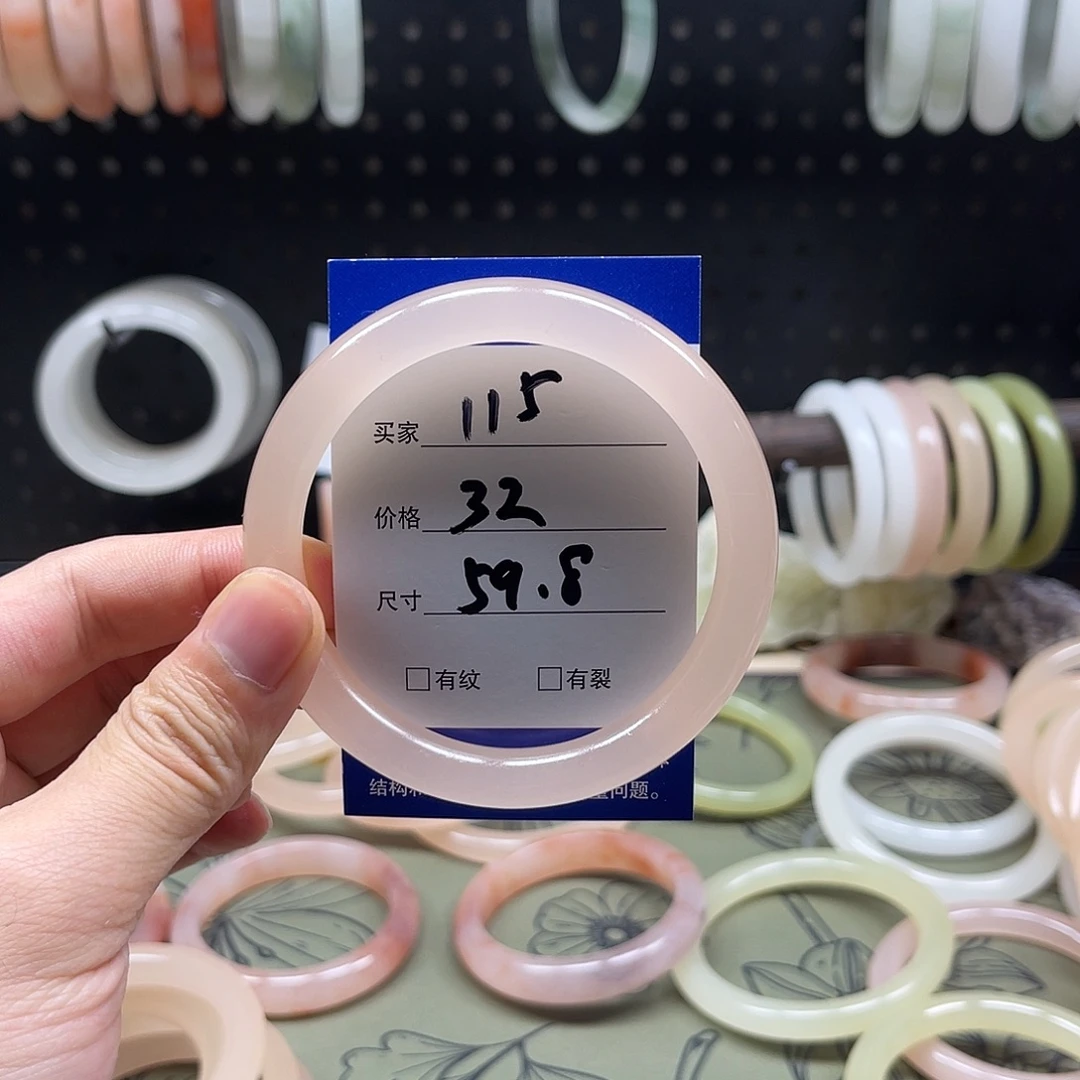 买家 115
价格 32
尺寸 59.8
□有纹 □有裂
结构
问题。